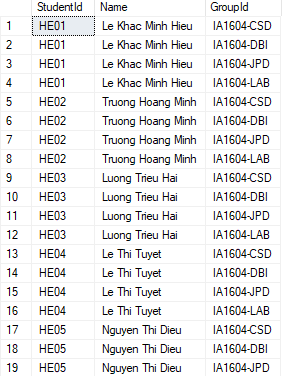 StudentId Name GroupId
1 HE01 Le Khac Minh Hieu IA1604-CSD
2 HE01 Le Khac Minh Hieu IA1604-DBI
3 HE01 Le Khac Minh Hieu IA1604-JPD
4 HE01 Le Khac Minh Hieu IA1604-LAB
5 HE02 Truong Hoang Minh IA1604-CSD
6 HE02 Truong Hoang Minh IA1604-DBI
7 HE02 Truong Hoang Minh IA1604-JPD
8 HE02 Truong Hoang Minh IA1604-LAB
9 HE03 Luong Trieu Hai IA1604-CSD
10 HE03 Luong Trieu Hai IA1604-DBI
11 HE03 Luong Trieu Hai IA1604-JPD
12 HE03 Luong Trieu Hai IA1604-LAB
13 HE04 Le Thi Tuyet IA1604-CSD
14 HE04 Le Thi Tuyet IA1604-DBI
15 HE04 Le Thi Tuyet IA1604-JPD
16 HE04 Le Thi Tuyet IA1604-LAB
17 HE05 Nguyen Thi Dieu IA1604-CSD
18 HE05 Nguyen Thi Dieu IA1604-DBI
19 HE05 Nguyen Thi Dieu IA1604-JPD